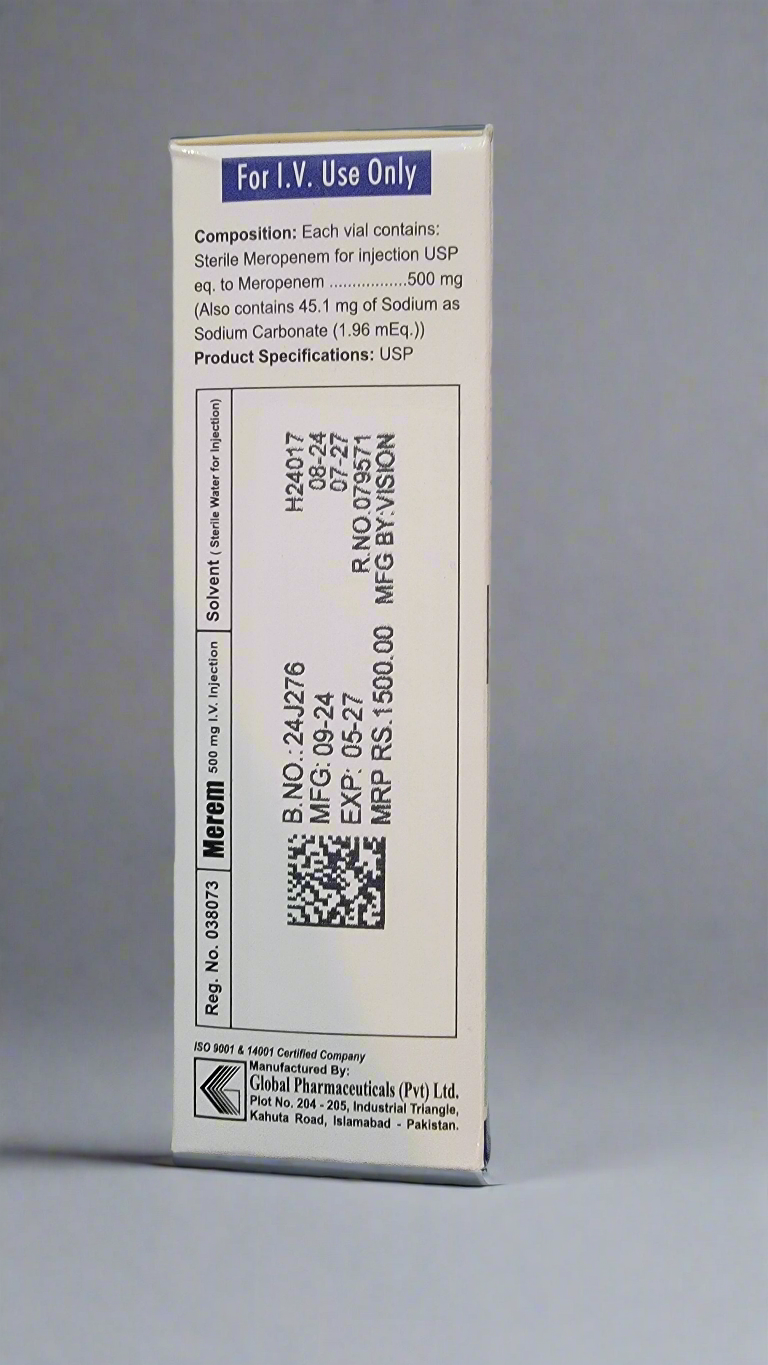 For I.V. Use Only
Composition: Each vial contains:
Sterile Meropenem for injection USP
eq. to Meropenem .................500 mg
(Also contains 45.1 mg of Sodium as
Sodium Carbonate (1.96 mEq.))
Product Specifications: USP
Reg. No. 038073 Merem 500 mg I.V. Injection Solvent ( Sterile Water for Injection)
B.NO.: 24J276 H24017
MFG: 09-24 08-24
EXP: 05-27 07-27
R.NO.079571
MRP RS.1500.00 MFG BY:VISION
ISO 9001 & 14001 Certified Company
Manufactured By:
Global Pharmaceuticals (Pvt) Ltd.
Plot No. 204 - 205, Industrial Triangle,
Kahuta Road, Islamabad - Pakistan.